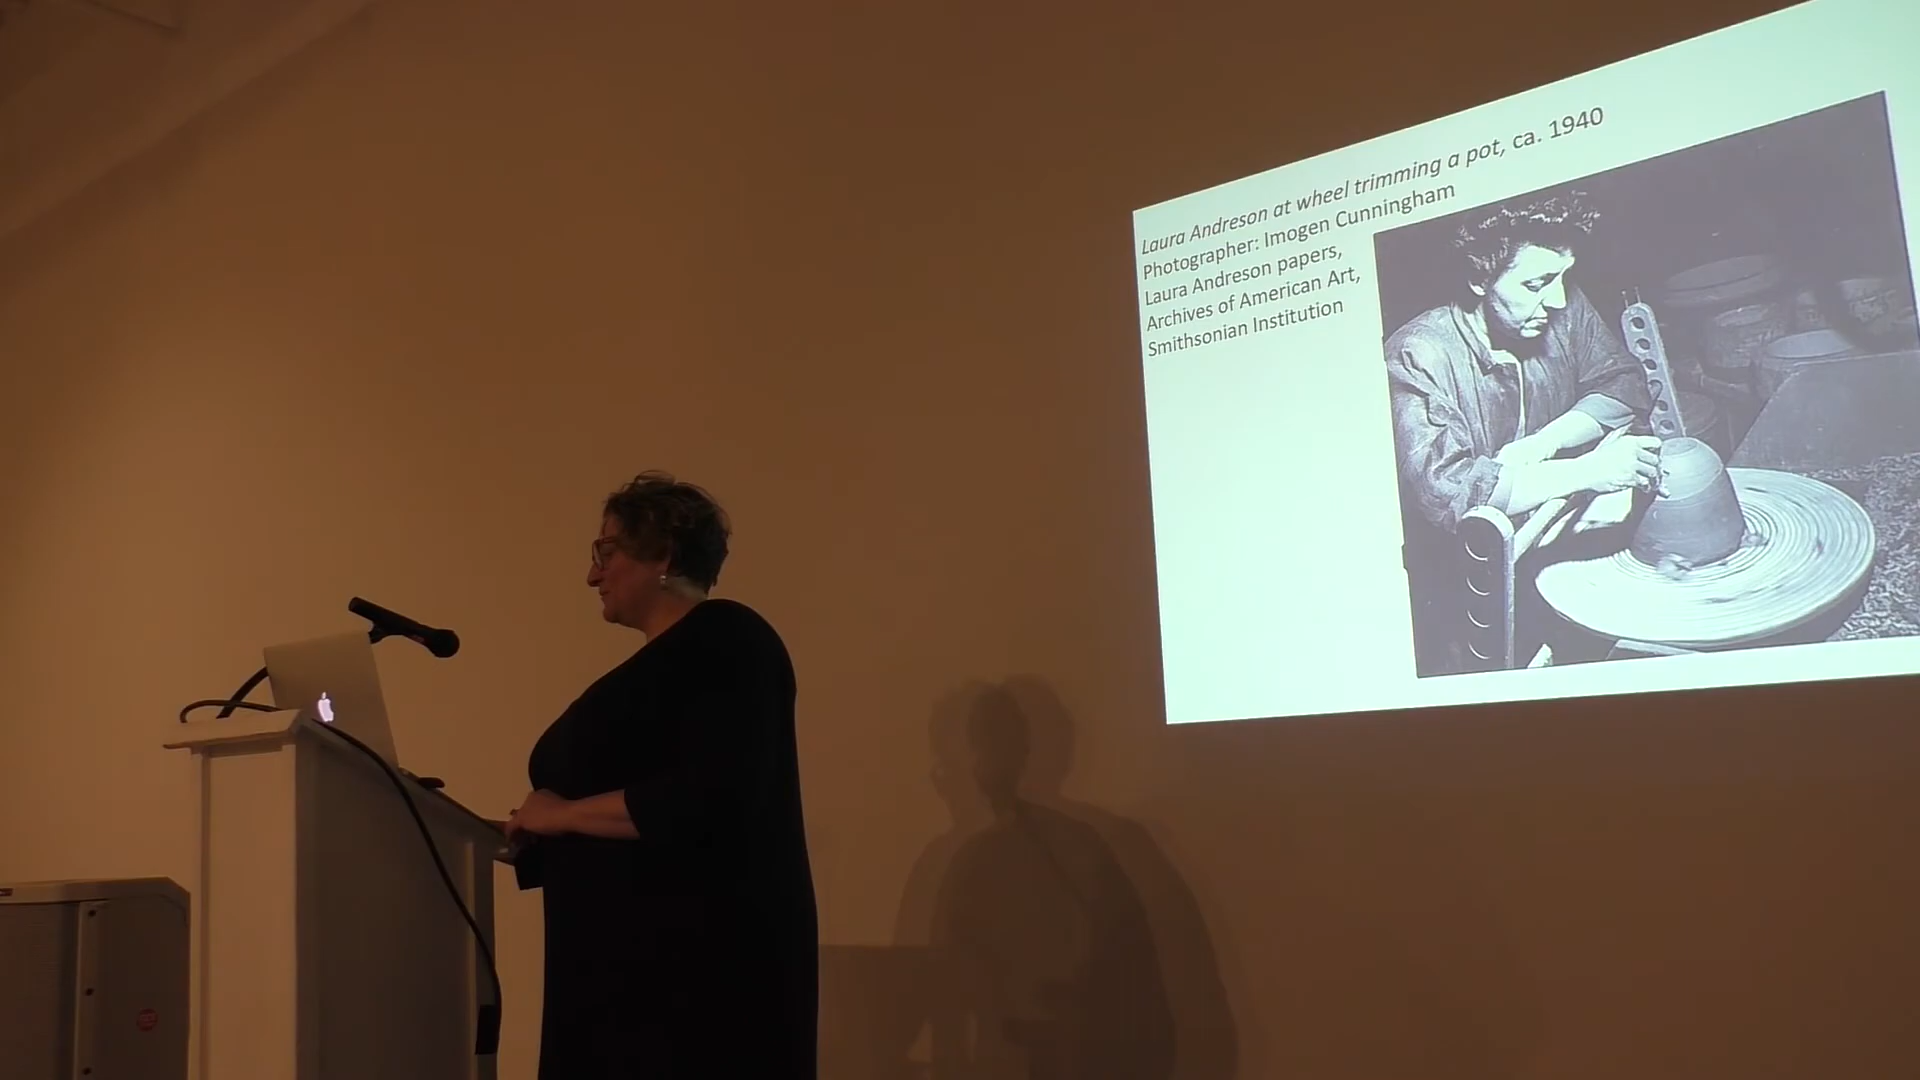 Laura Andreson at wheel trimming a pot, ca. 1940
Photographer: Imogen Cunningham
Laura Andreson papers,
Archives of American Art,
Smithsonian Institution